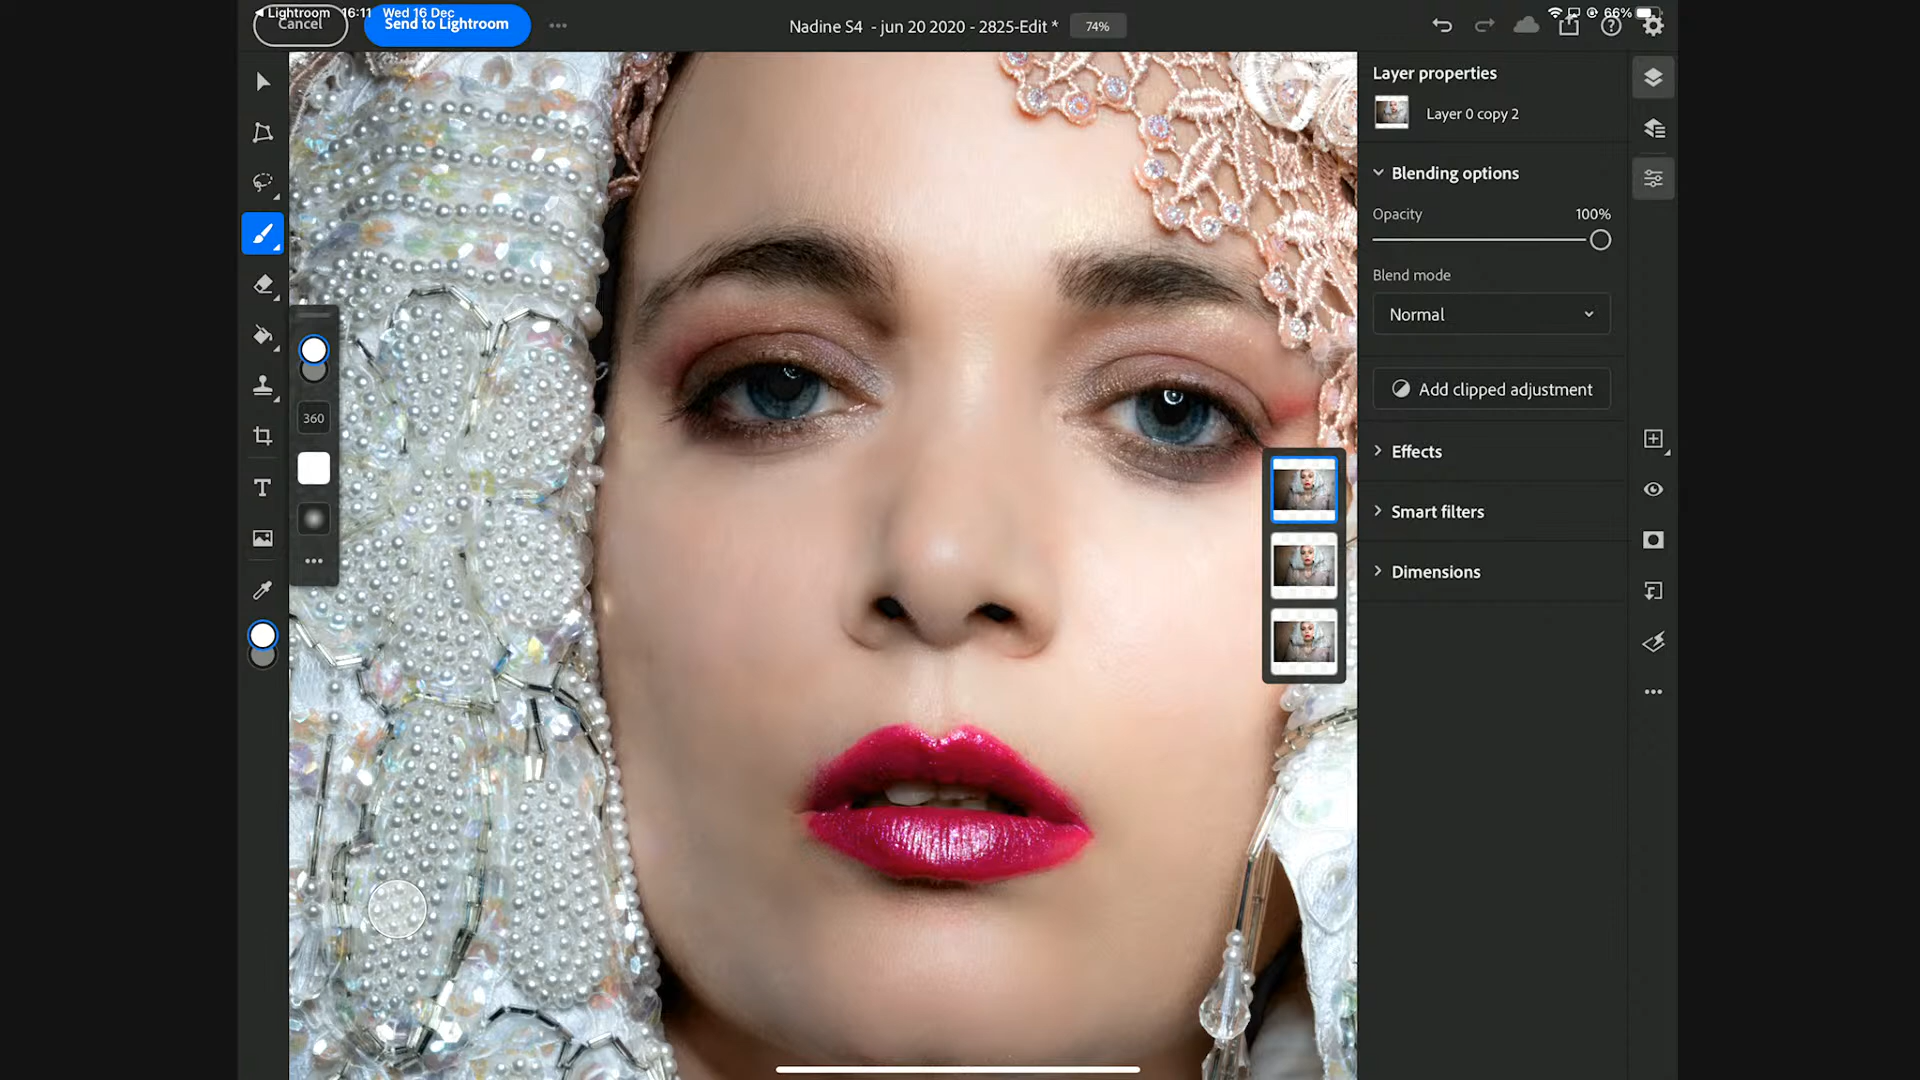 Lightroom 16:11 Wed 16 Dec
66%
Cancel
Send to Lightroom
Nadine S4 - jun 20 2020 - 2825-Edit *
74%
Layer properties
Layer 0 copy 2
Blending options
Opacity 100%
Blend mode
Normal
Add clipped adjustment
Effects
Smart filters
Dimensions
360
T